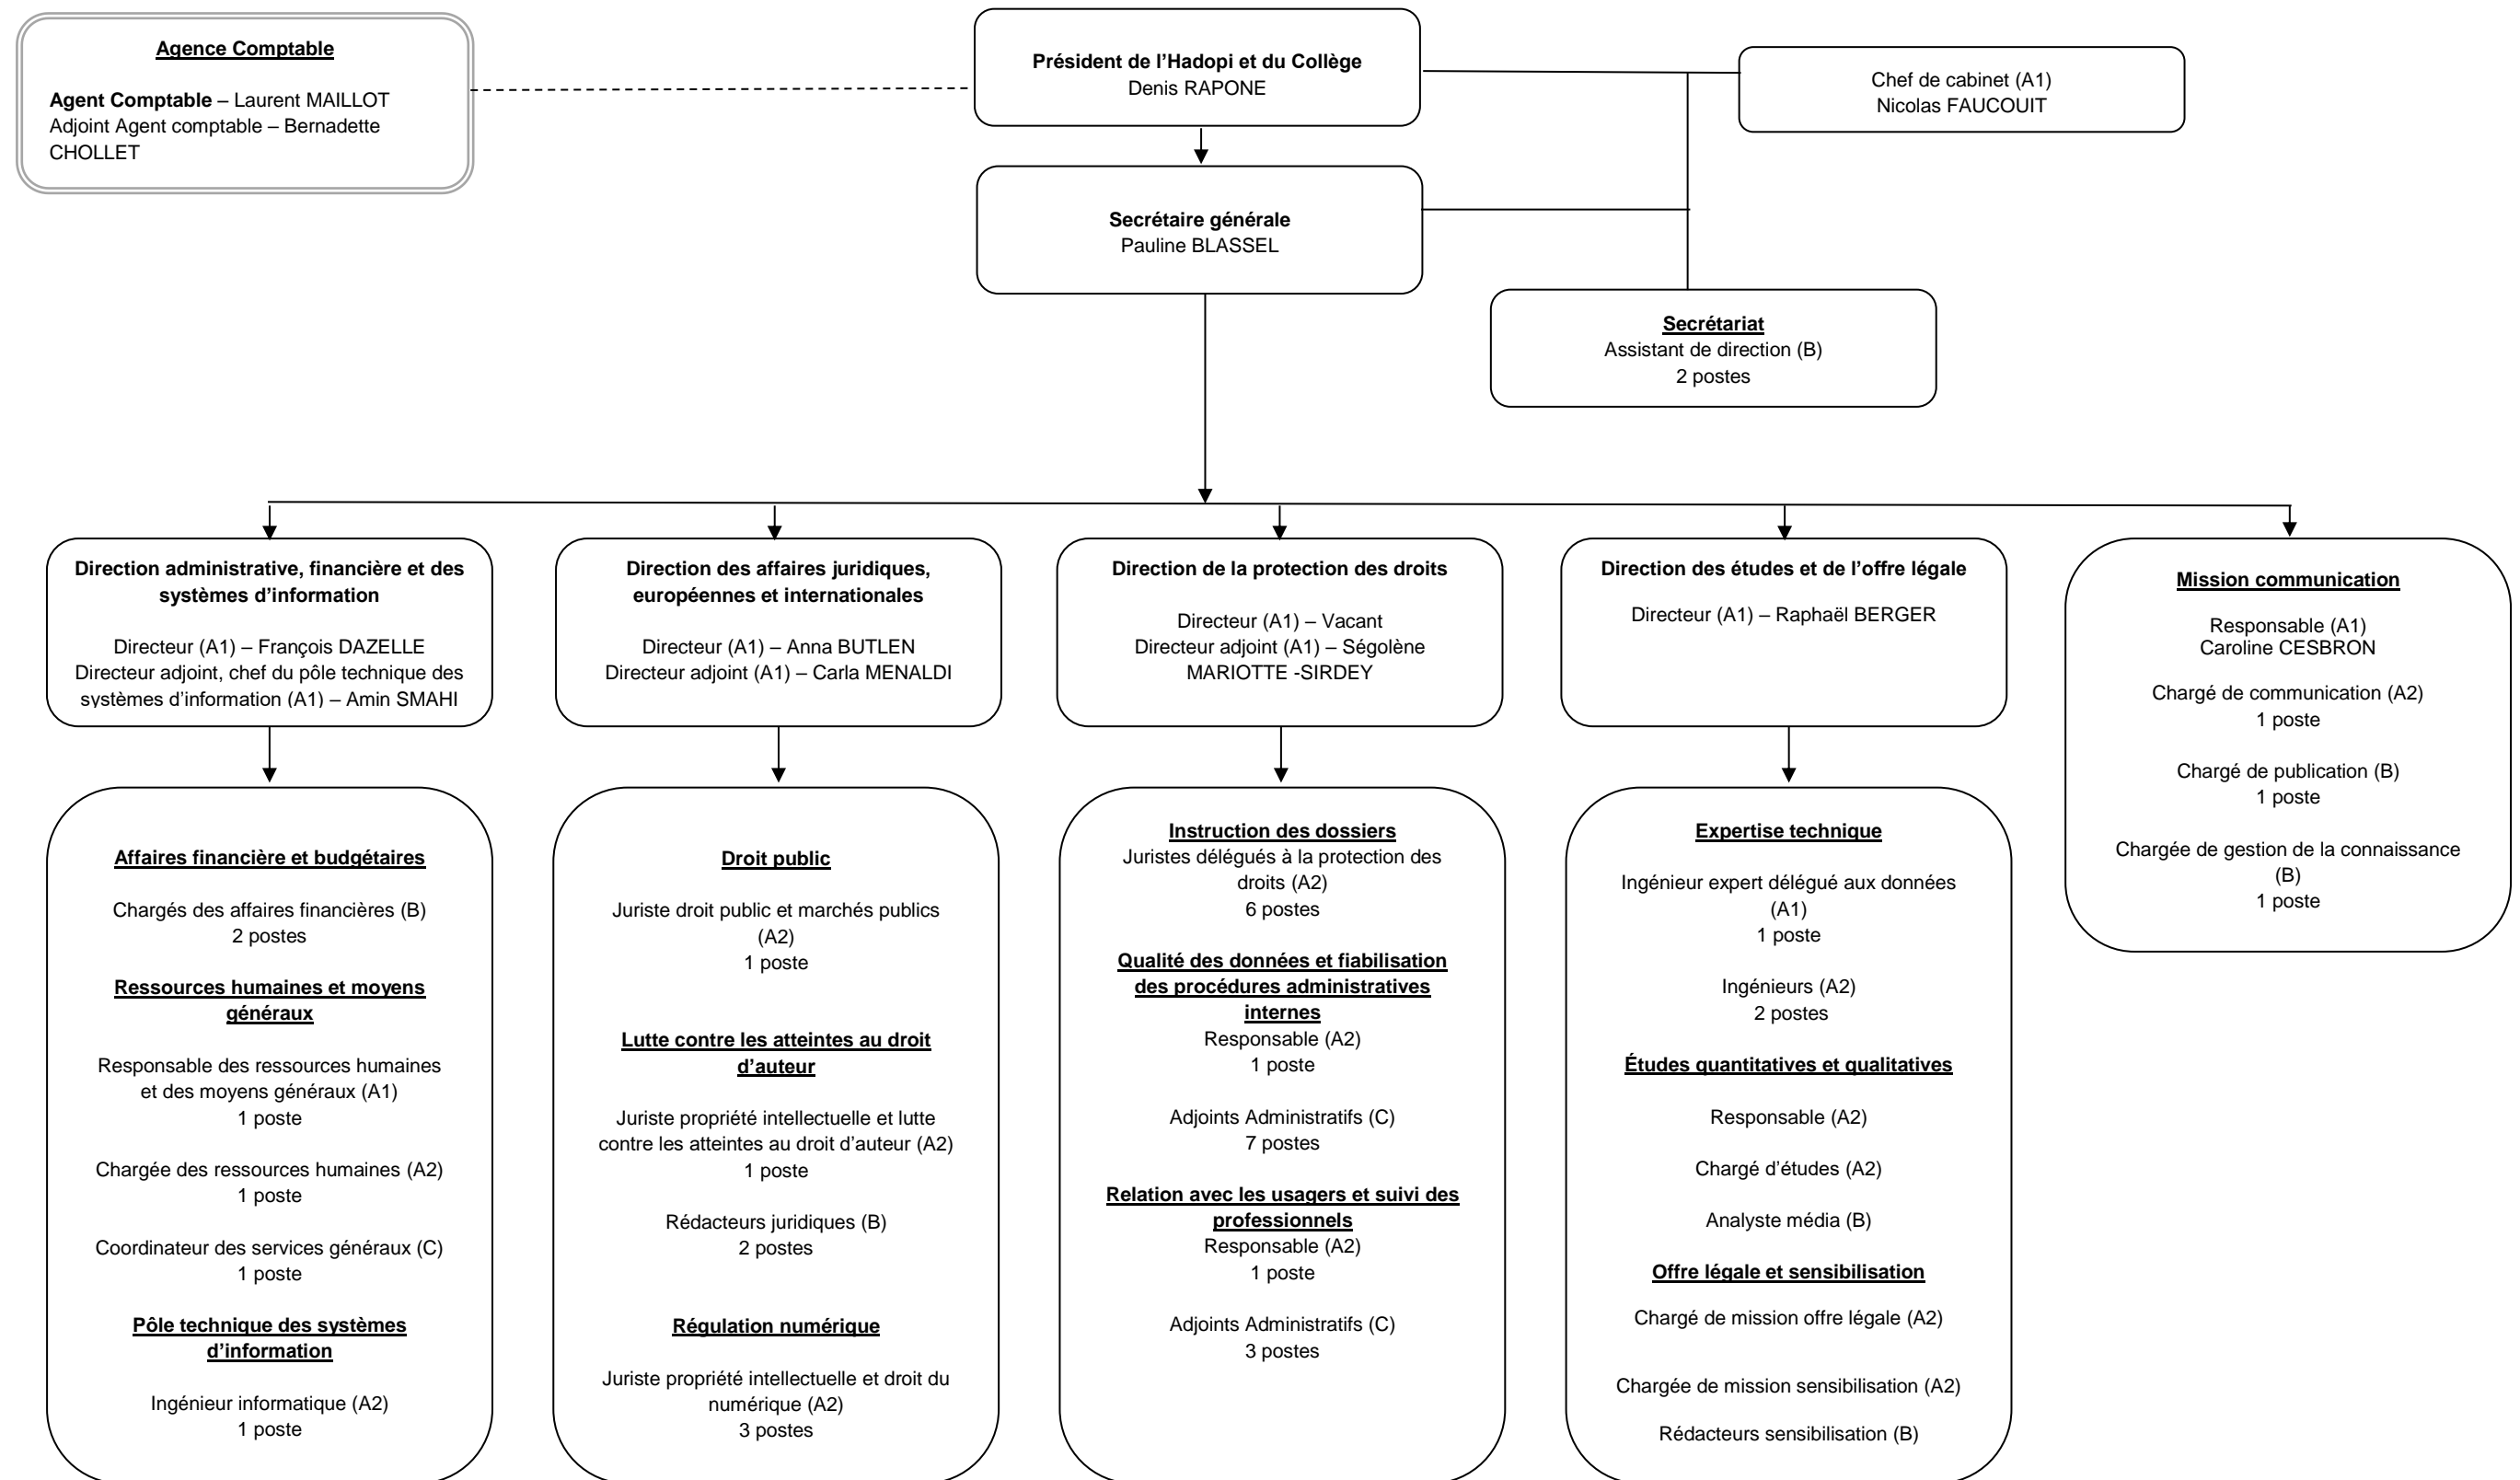 Agence Comptable
Agent Comptable – Laurent MAILLOT
Adjoint Agent comptable – Bernadette
CHOLLET
Président de l’Hadopi et du Collège
Denis RAPONE
Chef de cabinet (A1)
Nicolas FAUCOUIT
Secrétaire générale
Pauline BLASSEL
Secrétariat
Assistant de direction (B)
2 postes
Direction administrative, financière et des
systèmes d’information
Directeur (A1) – François DAZELLE
Directeur adjoint, chef du pôle technique des
systèmes d’information (A1) – Amin SMAHI
Direction des affaires juridiques,
européennes et internationales
Directeur (A1) – Anna BUTLEN
Directeur adjoint (A1) – Carla MENALDI
Direction de la protection des droits
Directeur (A1) – Vacant
Directeur adjoint (A1) – Ségolène
MARIOTTE -SIRDEY
Direction des études et de l’offre légale
Directeur (A1) – Raphaël BERGER
Mission communication
Responsable (A1)
Caroline CESBRON
Chargé de communication (A2)
1 poste
Chargé de publication (B)
1 poste
Chargée de gestion de la connaissance
(B)
1 poste
Affaires financière et budgétaires
Chargés des affaires financières (B)
2 postes
Ressources humaines et moyens
généraux
Responsable des ressources humaines
et des moyens généraux (A1)
1 poste
Chargée des ressources humaines (A2)
1 poste
Coordinateur des services généraux (C)
1 poste
Pôle technique des systèmes
d’information
Ingénieur informatique (A2)
1 poste
Droit public
Juriste droit public et marchés publics
(A2)
1 poste
Lutte contre les atteintes au droit
d’auteur
Juriste propriété intellectuelle et lutte
contre les atteintes au droit d’auteur (A2)
1 poste
Rédacteurs juridiques (B)
2 postes
Régulation numérique
Juriste propriété intellectuelle et droit du
numérique (A2)
3 postes
Instruction des dossiers
Juristes délégués à la protection des
droits (A2)
6 postes
Qualité des données et fiabilisation
des procédures administratives
internes
Responsable (A2)
1 poste
Adjoints Administratifs (C)
7 postes
Relation avec les usagers et suivi des
professionnels
Responsable (A2)
1 poste
Adjoints Administratifs (C)
3 postes
Expertise technique
Ingénieur expert délégué aux données
(A1)
1 poste
Ingénieurs (A2)
2 postes
Études quantitatives et qualitatives
Responsable (A2)
Chargé d’études (A2)
Analyste média (B)
Offre légale et sensibilisation
Chargé de mission offre légale (A2)
Chargée de mission sensibilisation (A2)
Rédacteurs sensibilisation (B)